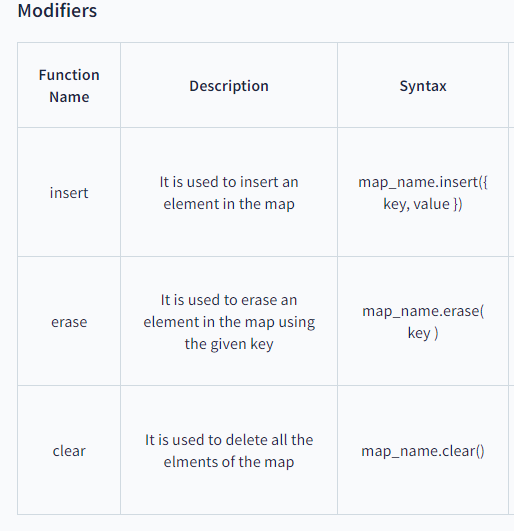 Modifiers
Function
Name
Description
Syntax
insert
It is used to insert an
element in the map
map_name.insert({
key, value })
erase
It is used to erase an
element in the map using
the given key
map_name.erase(
key )
clear
It is used to delete all the
elments of the map
map_name.clear()